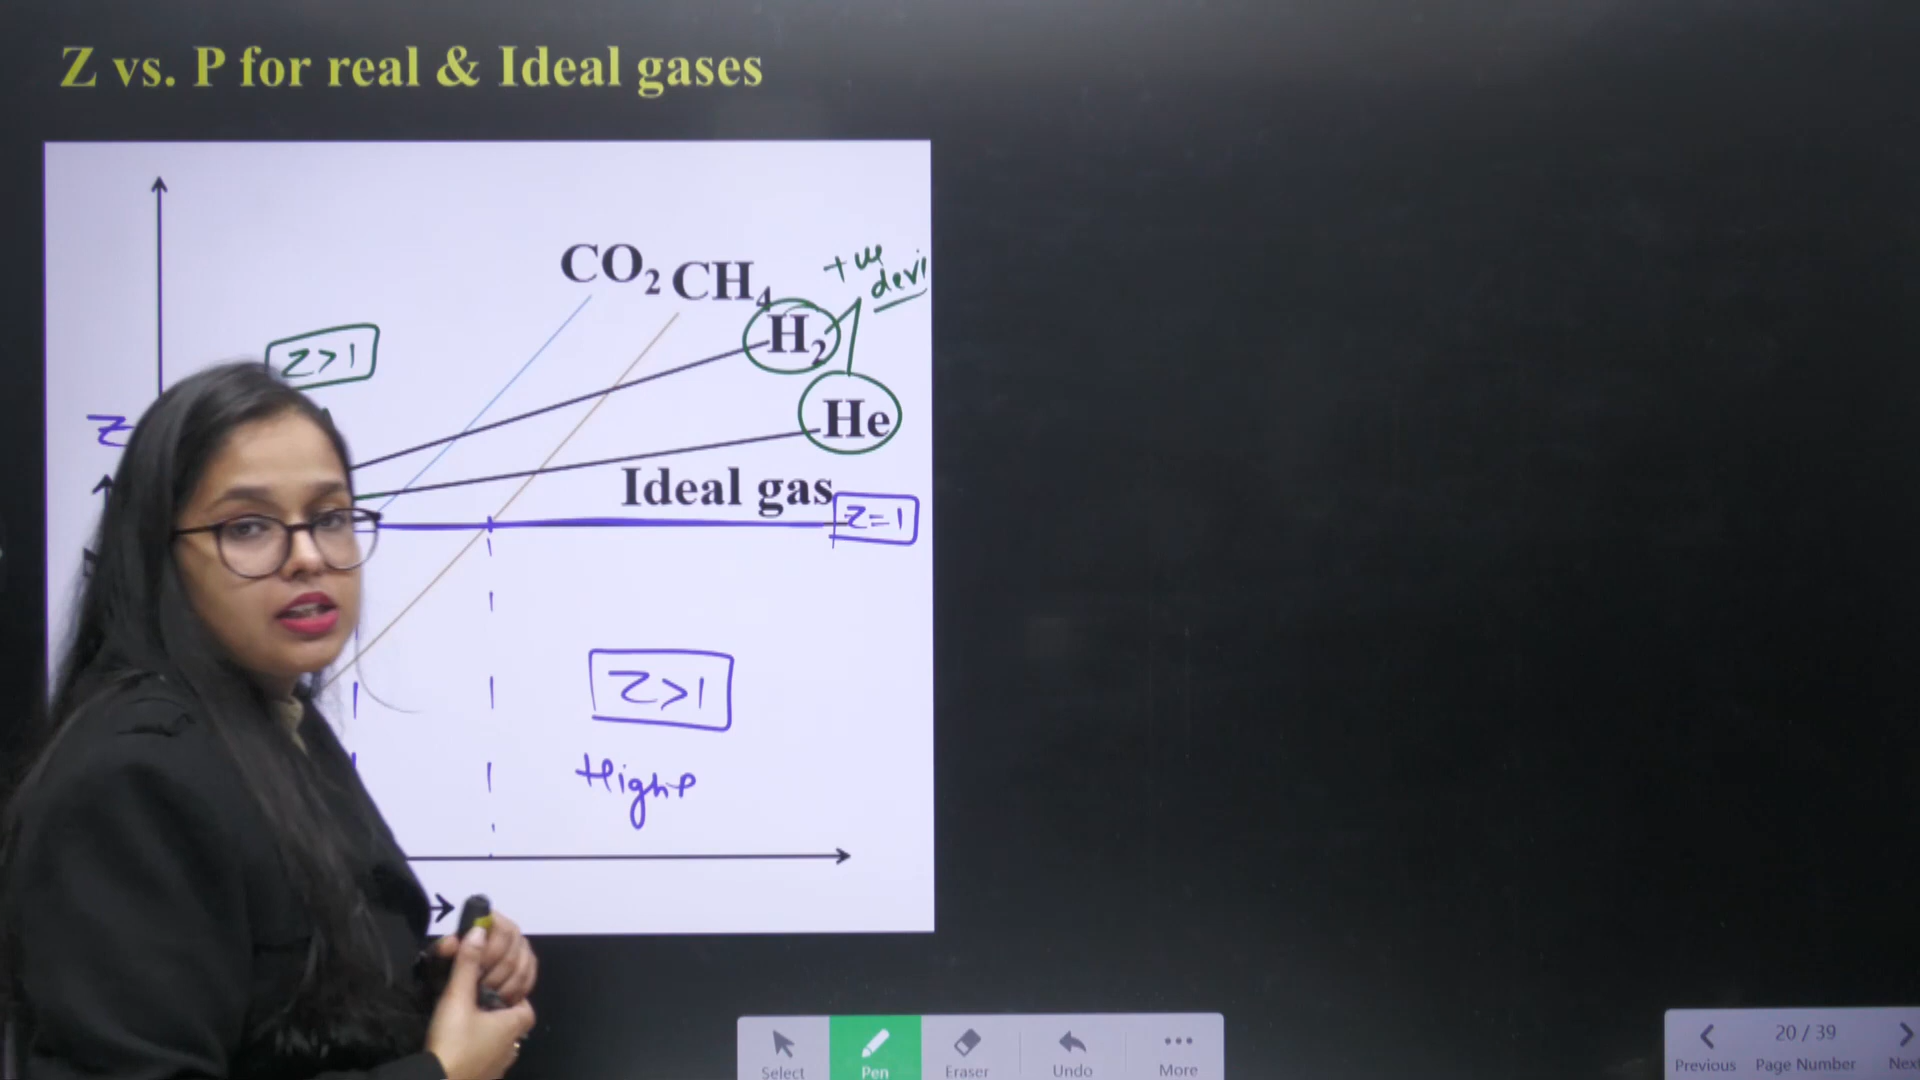 Z vs. P for real & Ideal gases
CO₂ CH₄
+ve
devi
H₂
Z>1
He
Z
Ideal gas
Z=1
Z>1
High P
Select
Pen
Eraser
Undo
More
20 / 39
Previous
Page Number
Next